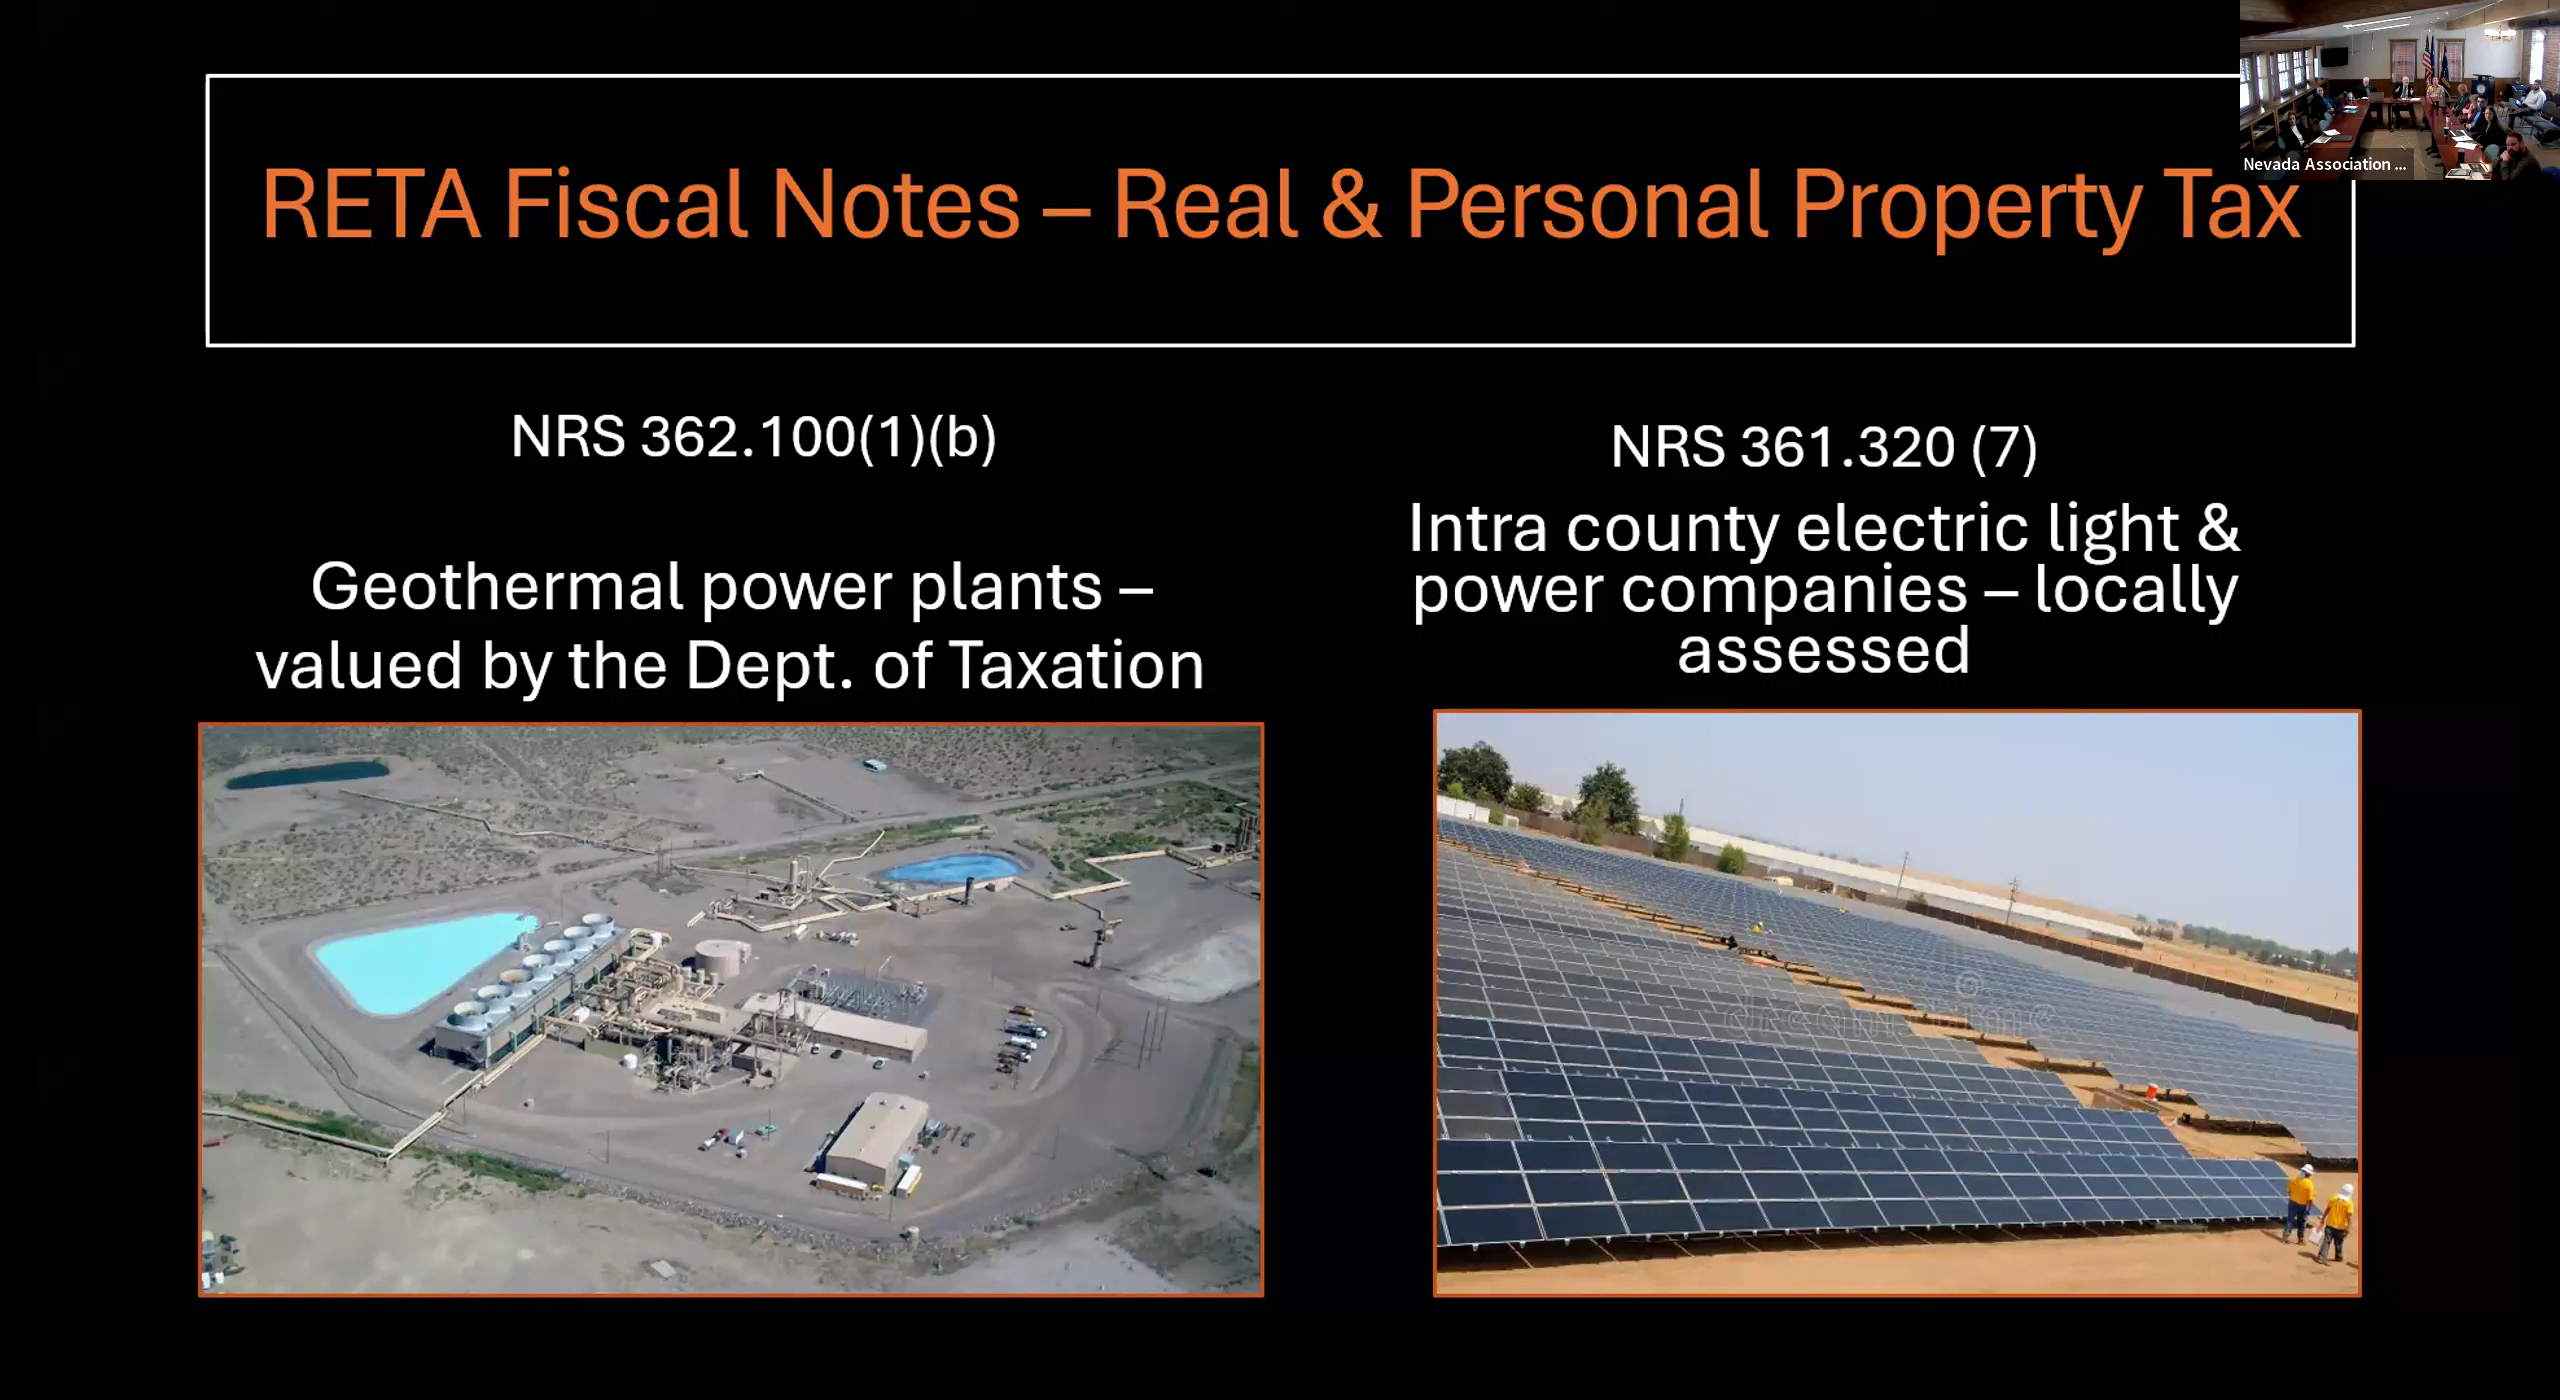 RETA Fiscal Notes – Real & Personal Property Tax
Nevada Association ...
NRS 362.100(1)(b)
Geothermal power plants –
valued by the Dept. of Taxation
NRS 361.320 (7)
Intra county electric light &
power companies – locally
assessed
dreamstime